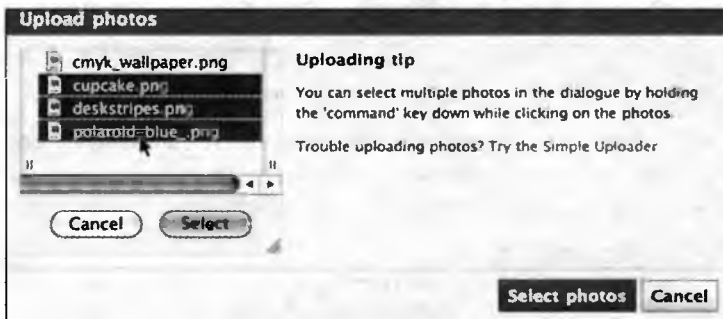 Upload photos
cmyk_wallpaper.png
cupcake.png
deskstripes.png
polaroid=blue_.png
Cancel
Select
Uploading tip
You can select multiple photos in the dialogue by holding
the 'command' key down while clicking on the photos.
Trouble uploading photos? Try the Simple Uploader
Select photos
Cancel